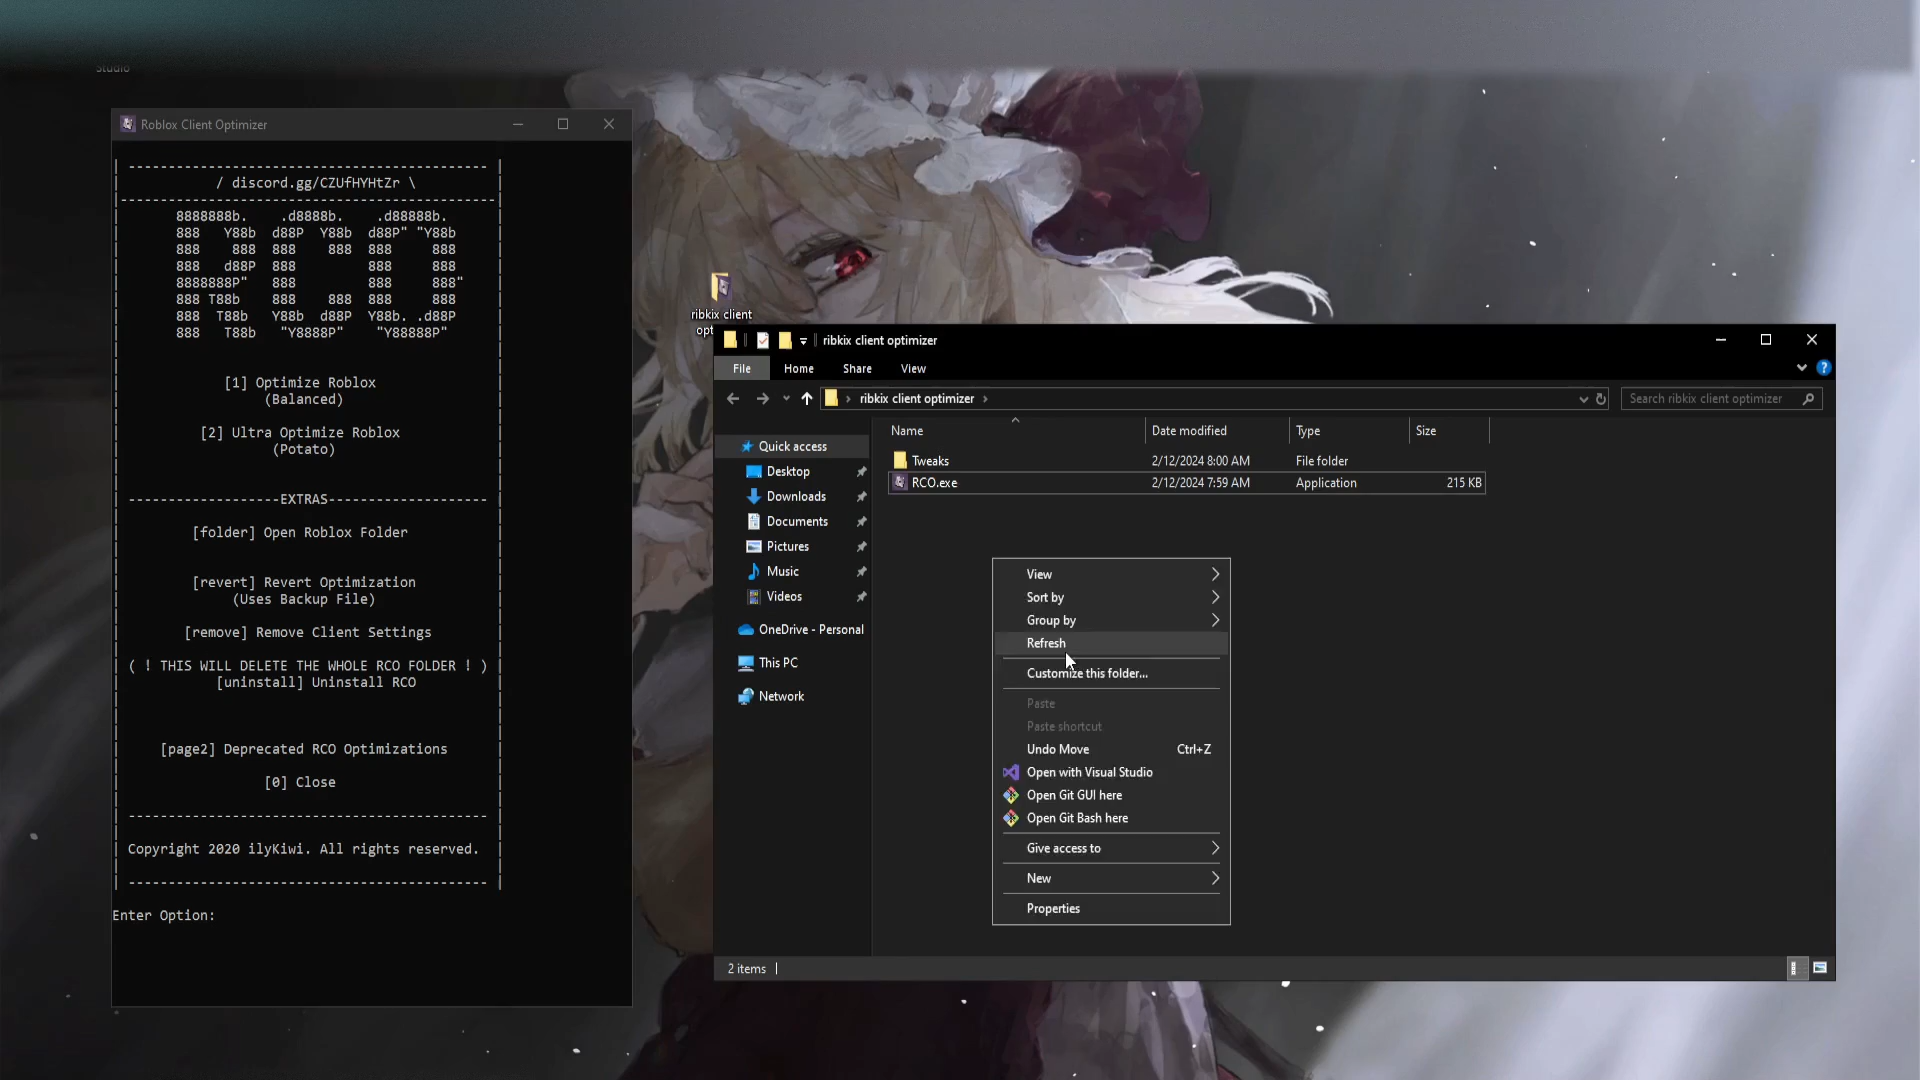 Studio
Roblox Client Optimizer
/ discord.gg/CZUfHYHtZr \
8888888b.    .d8888b.    .d88888b.
888   Y88b  d88P  Y88b  d88P" "Y88b
888    888  888    888  888     888
888   d88P  888         888     888
8888888P"   888         888     888"
888 T88b    888    888  888     888
888  T88b   Y88b  d88P  Y88b. .d88P
888   T88b   "Y8888P"    "Y88888P"
[1] Optimize Roblox
(Balanced)
[2] Ultra Optimize Roblox
(Potato)
-------------------EXTRAS--------------------
[folder] Open Roblox Folder
[revert] Revert Optimization
(Uses Backup File)
[remove] Remove Client Settings
( ! THIS WILL DELETE THE WHOLE RCO FOLDER ! )
[uninstall] Uninstall RCO
[page2] Deprecated RCO Optimizations
[0] Close
Copyright 2020 ilyKiwi. All rights reserved.
Enter Option:
ribkix client
opt
ribkix client optimizer
File Home Share View
ribkix client optimizer
Search ribkix client optimizer
Quick access
Desktop
Downloads
Documents
Pictures
Music
Videos
OneDrive - Personal
This PC
Network
Name Date modified Type Size
Tweaks 2/12/2024 8:00 AM File folder
RCO.exe 2/12/2024 7:59 AM Application 215 KB
View
Sort by
Group by
Refresh
Customize this folder...
Paste
Paste shortcut
Undo Move Ctrl+Z
Open with Visual Studio
Open Git GUI here
Open Git Bash here
Give access to
New
Properties
2 items